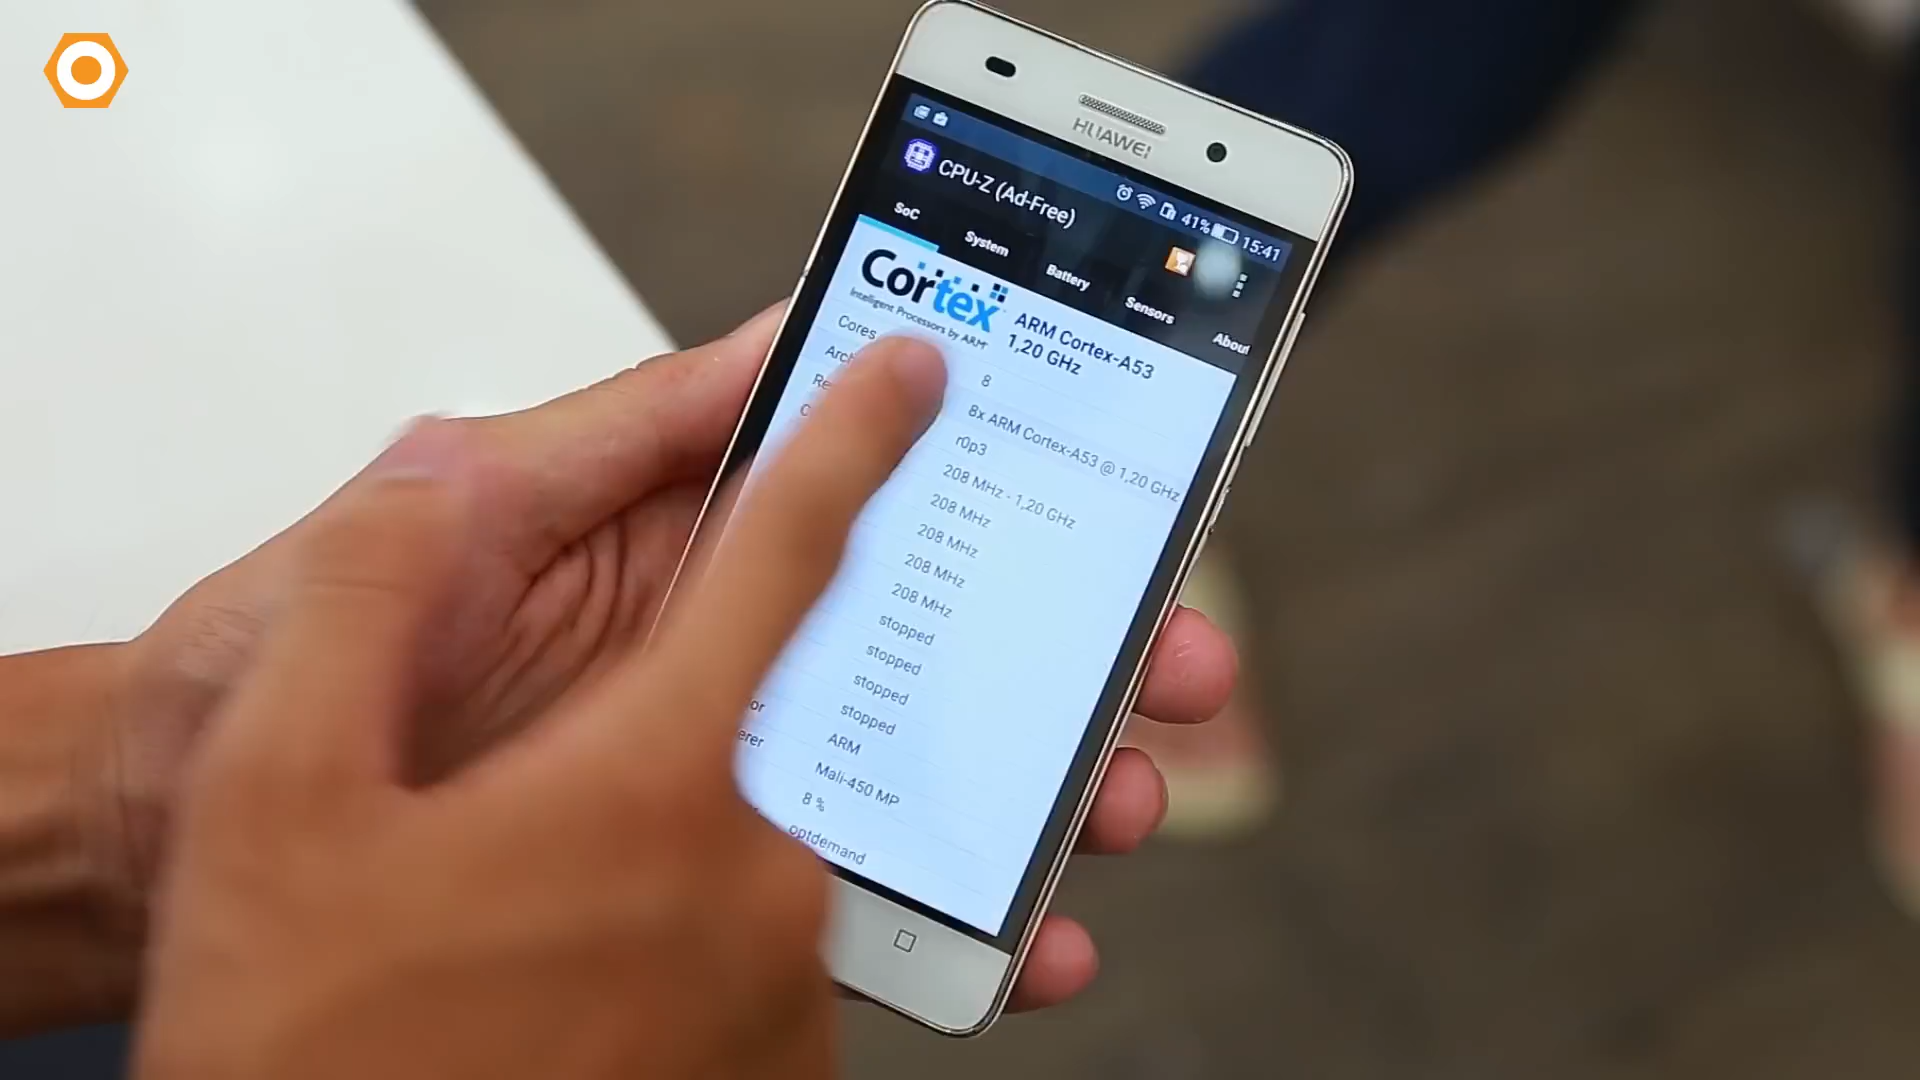 HUAWEI
41% 15:41
CPU-Z (Ad-Free)
SoC System Battery Sensors About
Cortex
Intelligent Processors by ARM
ARM Cortex-A53
1,20 GHz
Cores 8
8x ARM Cortex-A53 @ 1,20 GHz
r0p3
208 MHz - 1,20 GHz
208 MHz
208 MHz
208 MHz
208 MHz
stopped
stopped
stopped
stopped
ARM
Mali-450 MP
8 %